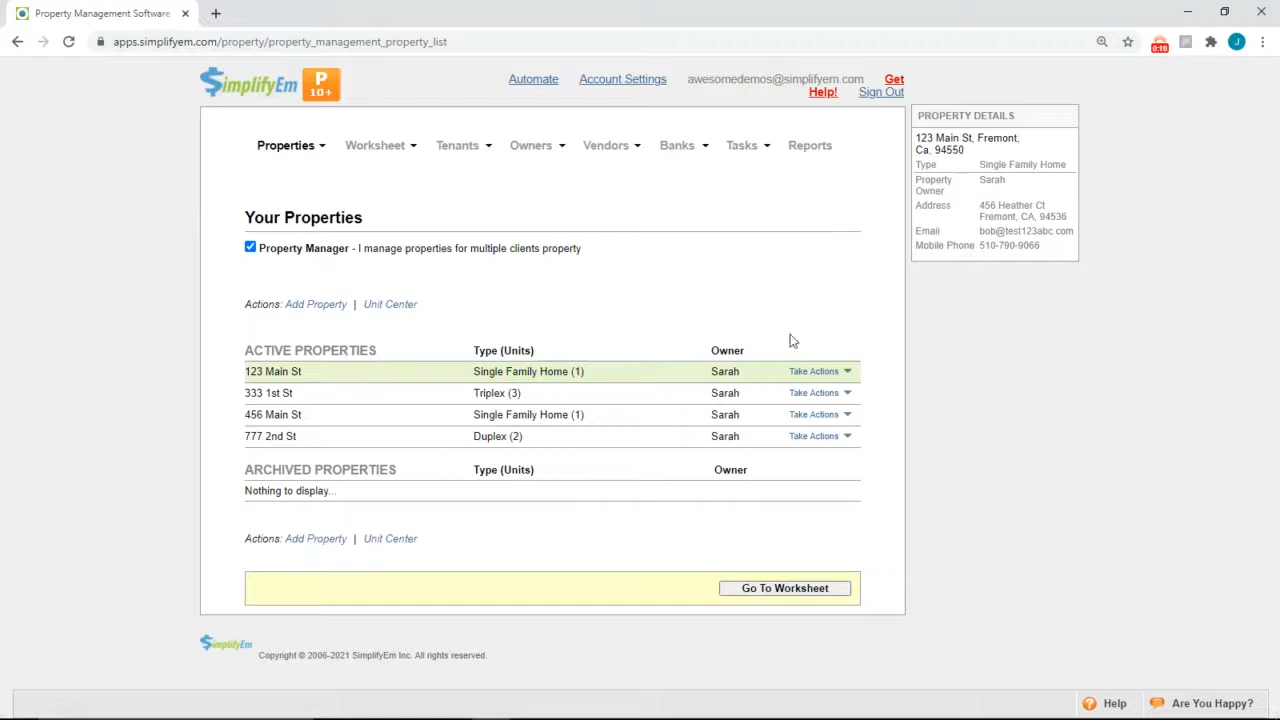 Property Management Software
apps.simplifyem.com/property/property_management_property_list
0:10
J
SimplifyEm
P
10+
Automate
Account Settings
awesomedemos@simplifyem.com
Get
Help!
Sign Out
Properties
Worksheet
Tenants
Owners
Vendors
Banks
Tasks
Reports
PROPERTY DETAILS
123 Main St, Fremont,
Ca, 94550
Type Single Family Home
Property
Owner
Sarah
Address 456 Heather Ct
Fremont, CA, 94536
Email bob@test123abc.com
Mobile Phone 510-790-9066
Your Properties
Property Manager - I manage properties for multiple clients property
Actions: Add Property | Unit Center
ACTIVE PROPERTIES Type (Units) Owner
123 Main St Single Family Home (1) Sarah Take Actions
333 1st St Triplex (3) Sarah Take Actions
456 Main St Single Family Home (1) Sarah Take Actions
777 2nd St Duplex (2) Sarah Take Actions
ARCHIVED PROPERTIES Type (Units) Owner
Nothing to display...
Actions: Add Property | Unit Center
Go To Worksheet
SimplifyEm
Copyright © 2006-2021 SimplifyEm Inc. All rights reserved.
Help
Are You Happy?